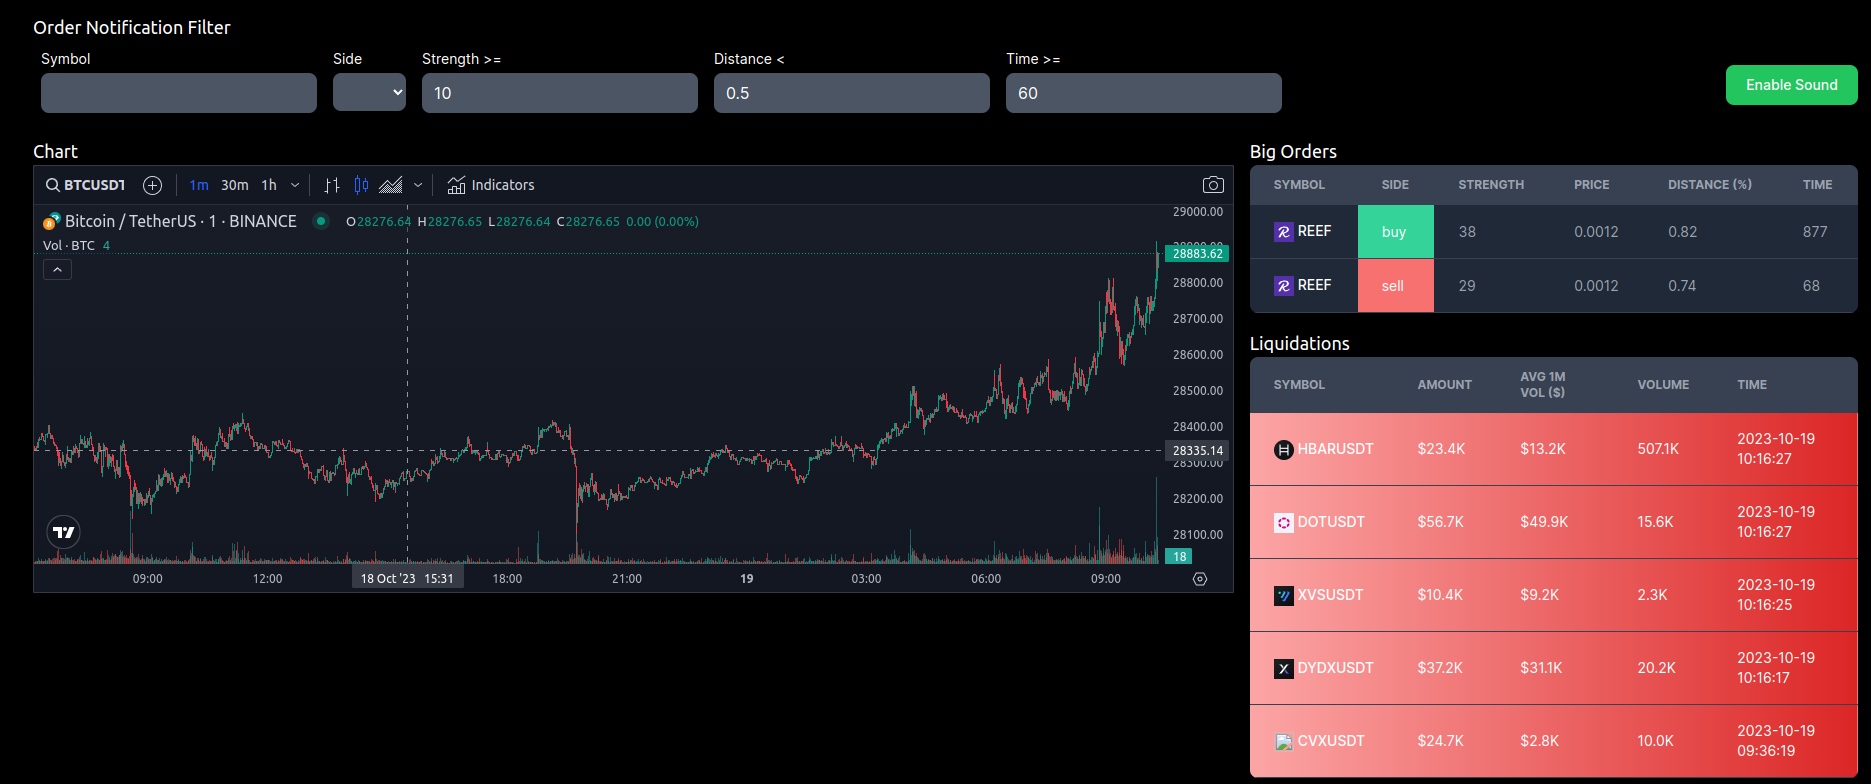 Order Notification Filter
Symbol Side Strength >= Distance < Time >=
10 0.5 60
Enable Sound
Chart
BTCUSDT 1m 30m 1h Indicators
Bitcoin / TetherUS · 1 · BINANCE O28276.64 H28276.65 L28276.64 C28276.65 0.00 (0.00%)
Vol · BTC 4
29000.00
28883.62
28800.00
28700.00
28600.00
28500.00
28400.00
28335.14
28300.00
28200.00
28100.00
18
09:00 12:00 18 Oct '23 15:31 18:00 21:00 19 03:00 06:00 09:00
Big Orders
SYMBOL SIDE STRENGTH PRICE DISTANCE (%) TIME
REEF buy 38 0.0012 0.82 877
REEF sell 29 0.0012 0.74 68
Liquidations
SYMBOL AMOUNT AVG 1M VOLUME TIME
VOL ($)
HBARUSDT $23.4K $13.2K 507.1K 2023-10-19
10:16:27
DOTUSDT $56.7K $49.9K 15.6K 2023-10-19
10:16:27
XVSUSDT $10.4K $9.2K 2.3K 2023-10-19
10:16:25
DYDXUSDT $37.2K $31.1K 20.2K 2023-10-19
10:16:17
CVXUSDT $24.7K $2.8K 10.0K 2023-10-19
09:36:19